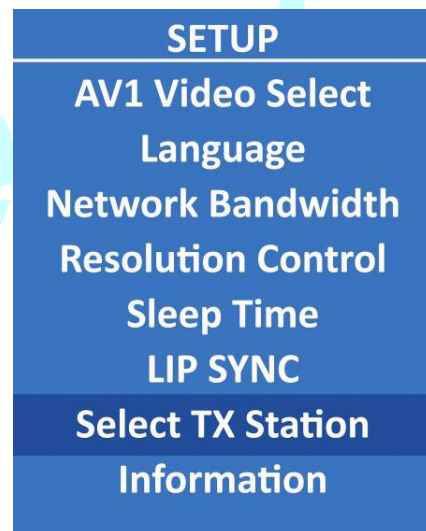 SETUP
AV1 Video Select
Language
Network Bandwidth
Resolution Control
Sleep Time
LIP SYNC
Select TX Station
Information